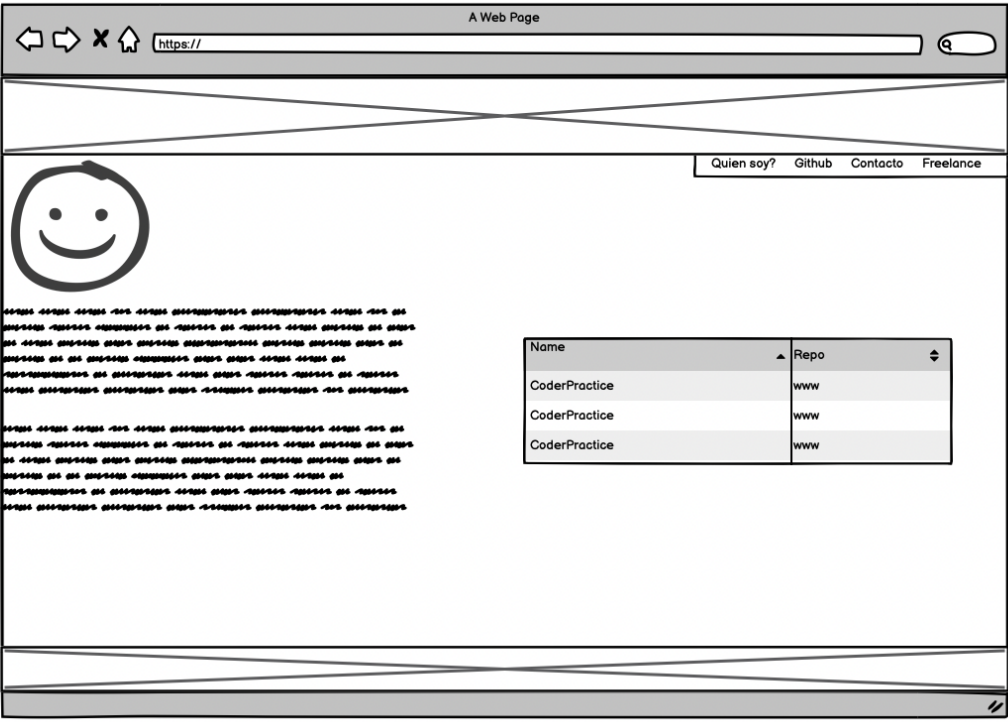 A Web Page
https://
Quien soy? Github Contacto Freelance
Name Repo
CoderPractice www
CoderPractice www
CoderPractice www